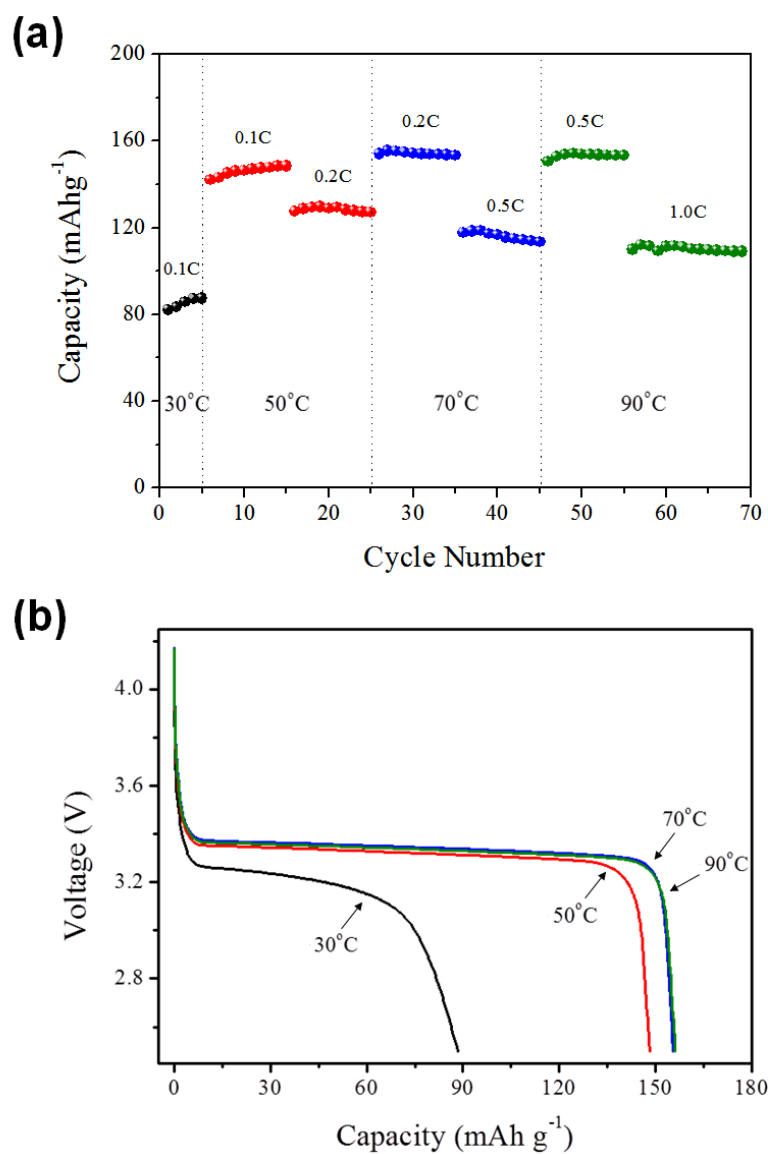 (a)
200
160
120
80
40
0
Capacity (mAhg⁻¹)
0.1C
0.1C
0.2C
0.2C
0.5C
0.5C
1.0C
30°C
50°C
70°C
90°C
0 10 20 30 40 50 60 70
Cycle Number
(b)
4.0
3.6
3.2
2.8
Voltage (V)
70°C
90°C
50°C
30°C
0 30 60 90 120 150 180
Capacity (mAh g⁻¹)